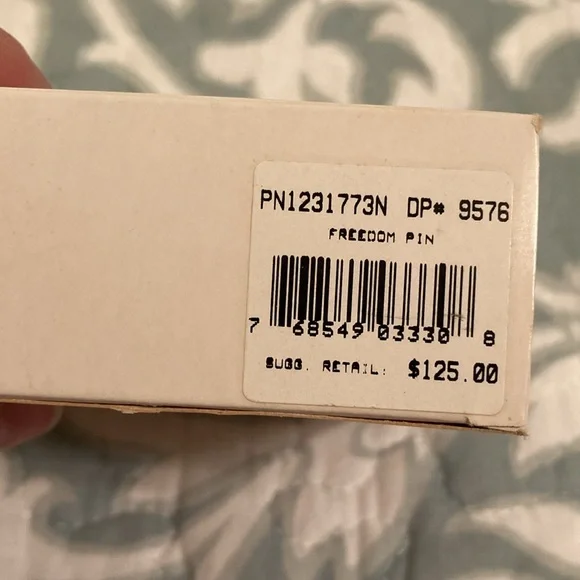 PN1231773N DP# 9576
FREEDOM PIN
7 68549 03330 8
SUGG. RETAIL: $125.00